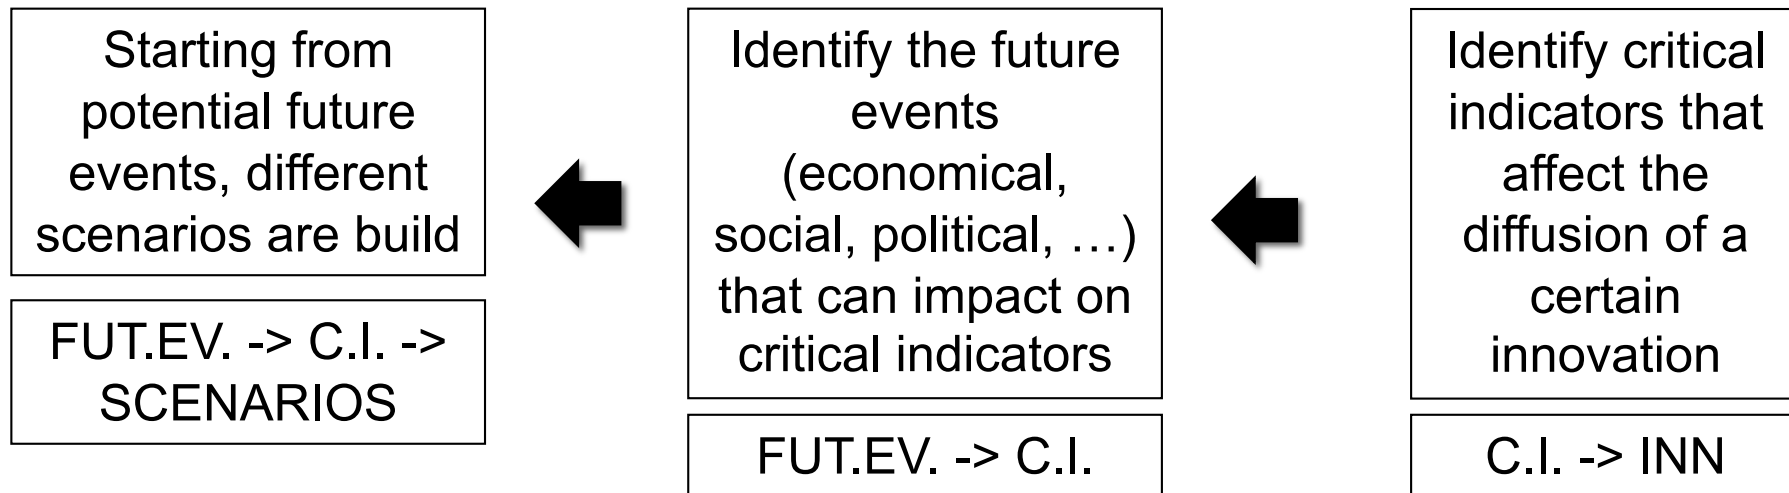 Starting from
potential future
events, different
scenarios are build
FUT.EV. -> C.I. ->
SCENARIOS
Identify the future
events
(economical,
social, political, …)
that can impact on
critical indicators
FUT.EV. -> C.I.
Identify critical
indicators that
affect the
diffusion of a
certain
innovation
C.I. -> INN